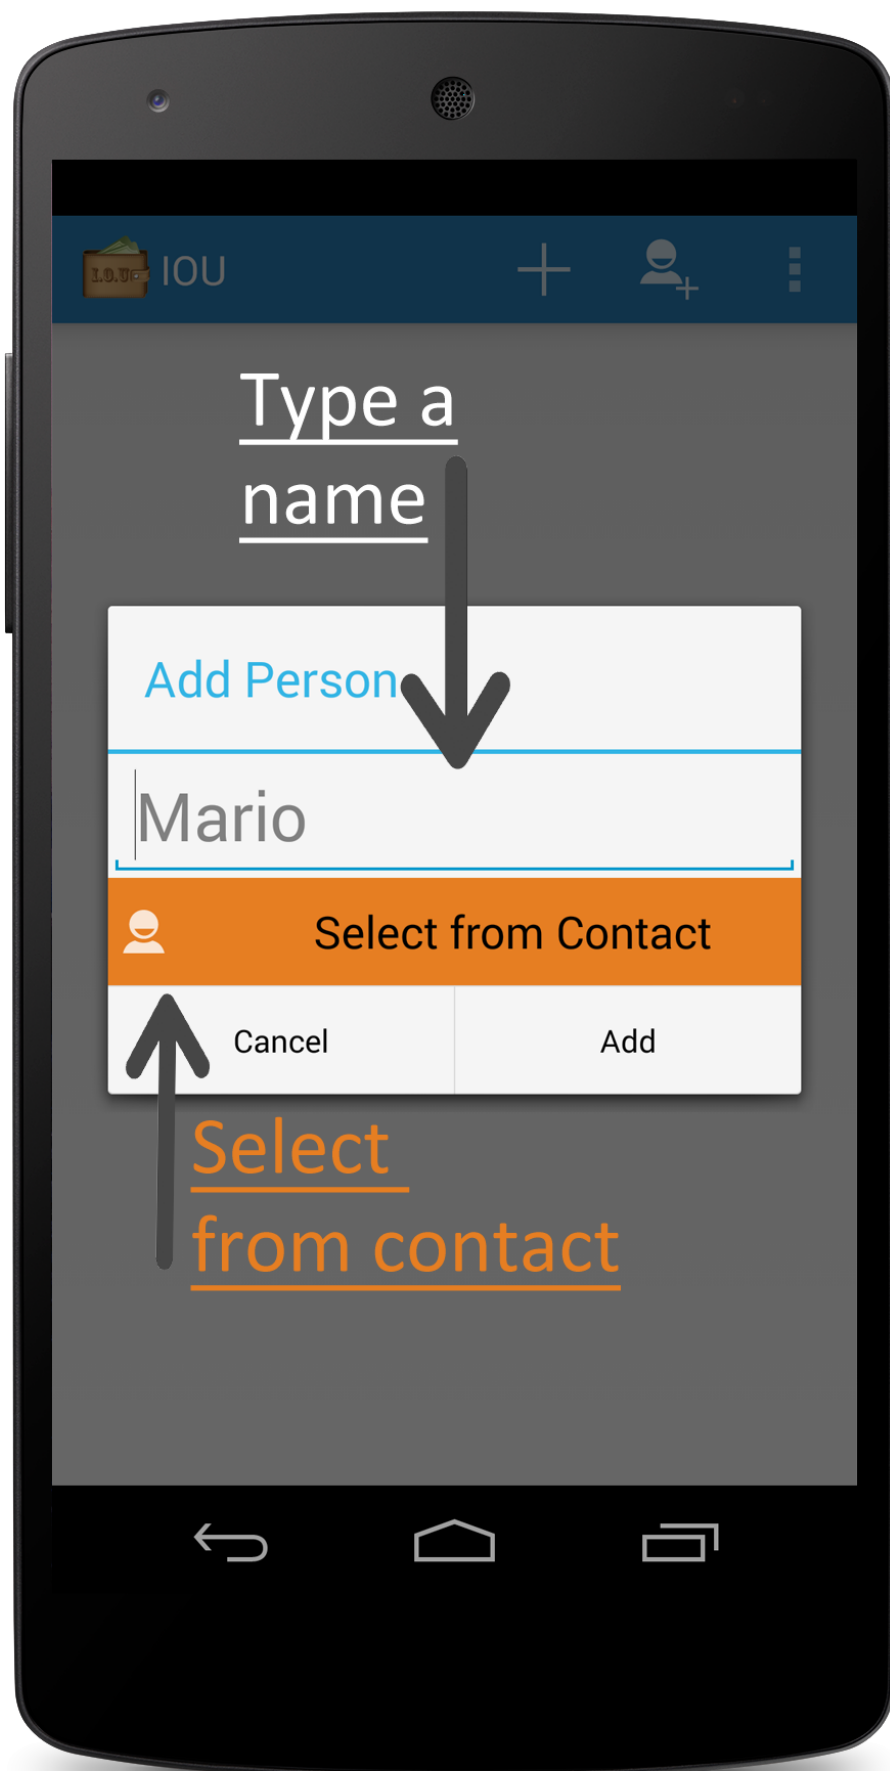 I.O.U
IOU
Type a
name
Add Person
Mario
Select from Contact
Cancel
Add
Select
from contact